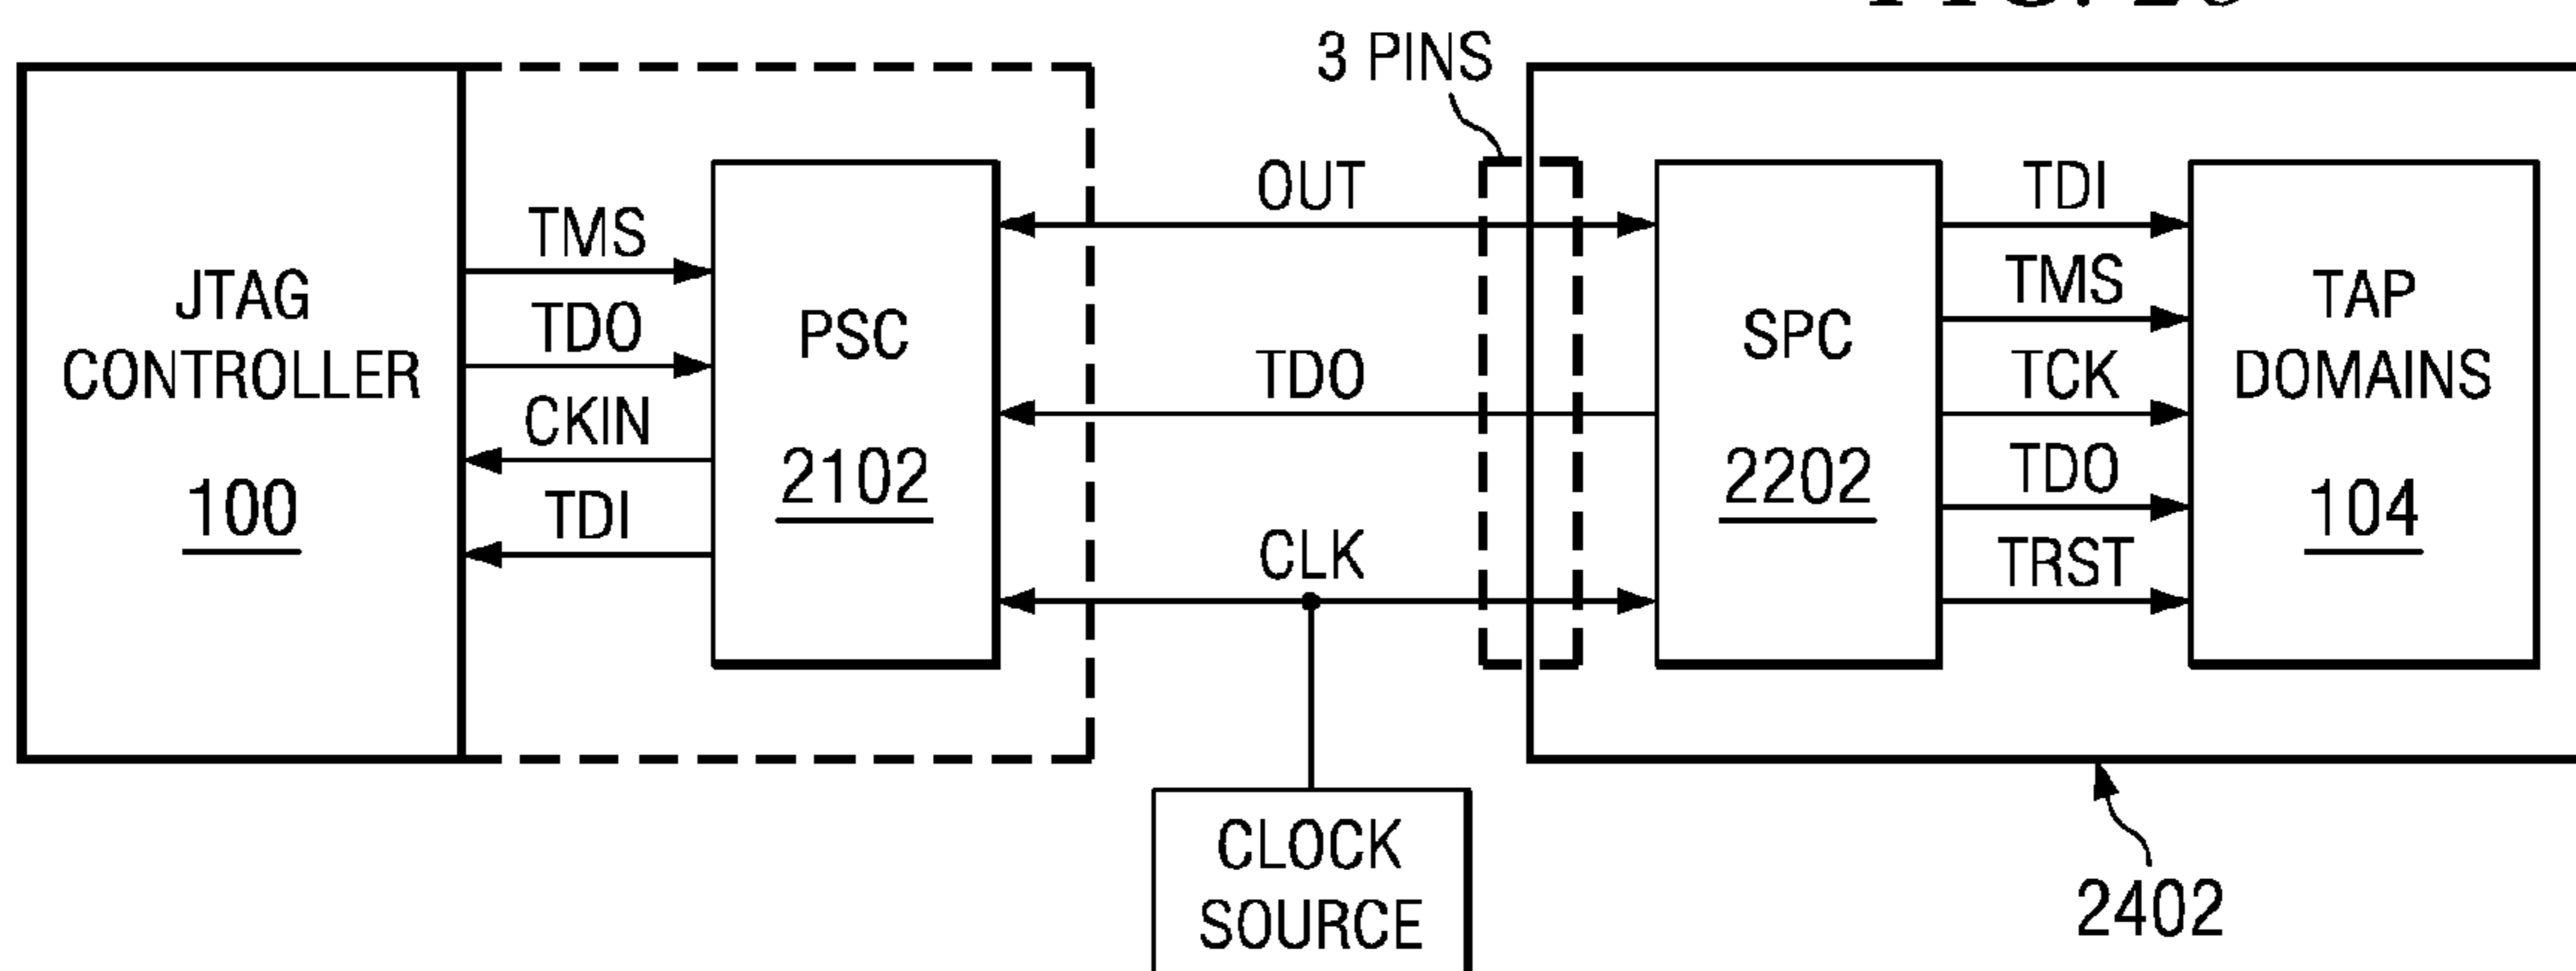 3 PINS
JTAG
CONTROLLER
100
TMS
TDO
CKIN
TDI
PSC
2102
OUT
TDO
CLK
SPC
2202
TDI
TMS
TCK
TDO
TRST
TAP
DOMAINS
104
CLOCK
SOURCE
2402